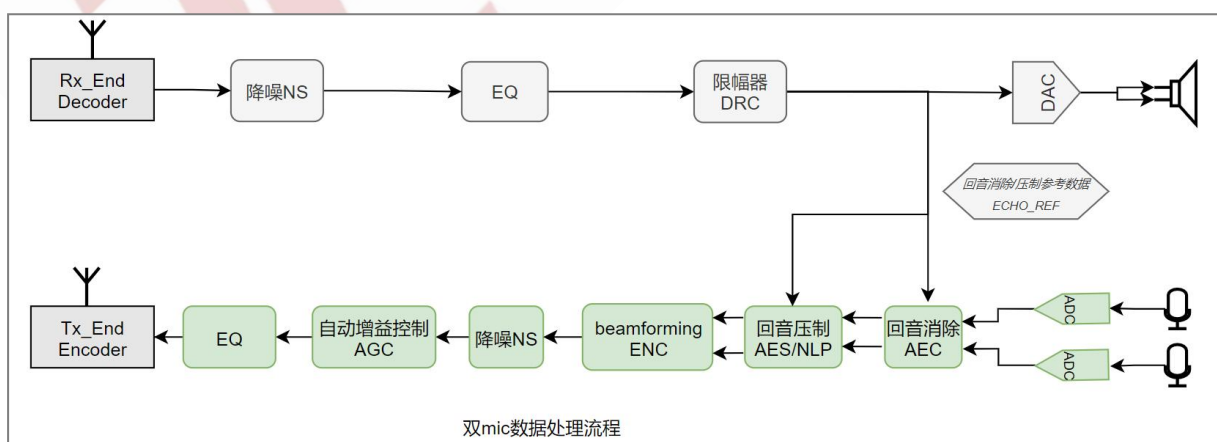 Rx_End
Decoder
降噪NS
EQ
限幅器
DRC
DAC
回音消除/压制参考数据
ECHO_REF
Tx_End
Encoder
EQ
自动增益控制
AGC
降噪NS
beamforming
ENC
回音压制
AES/NLP
回音消除
AEC
ADC
ADC
双mic数据处理流程